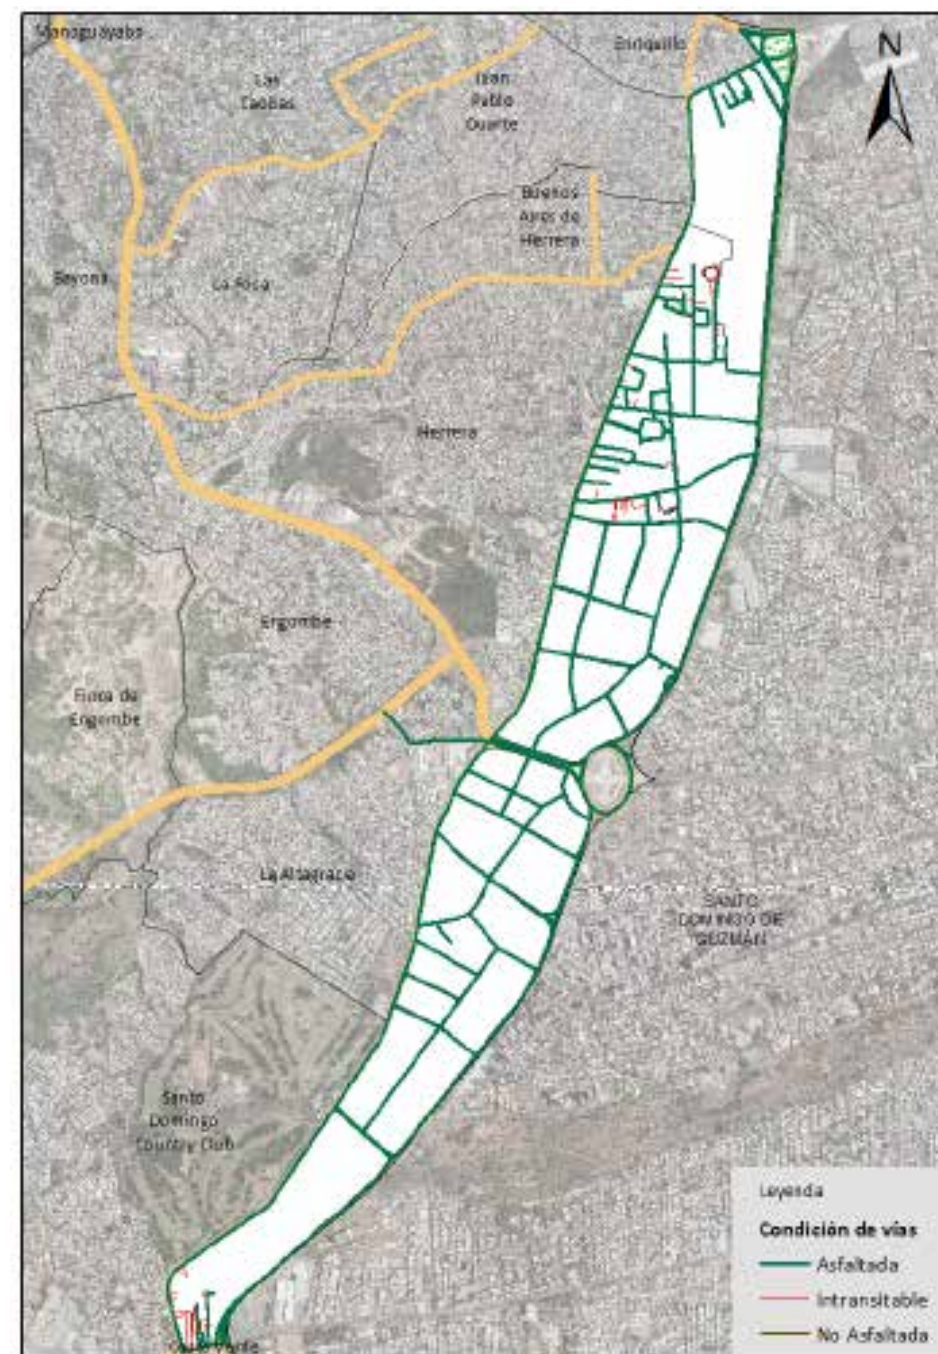 Manoguayabo
Enriquillo
N
Las
Caobas
Juan
Pablo
Duarte
Buenos
Aires de
Herrera
Bayona
La Rosa
Herrera
Engombe
Finca de
Engombe
La Altagracia
SANTO
DOMINGO DE
GUZMÁN
Santo
Domingo
Country Club
Leyenda
Condición de vías
Asfaltada
Intransitable
No Asfaltada